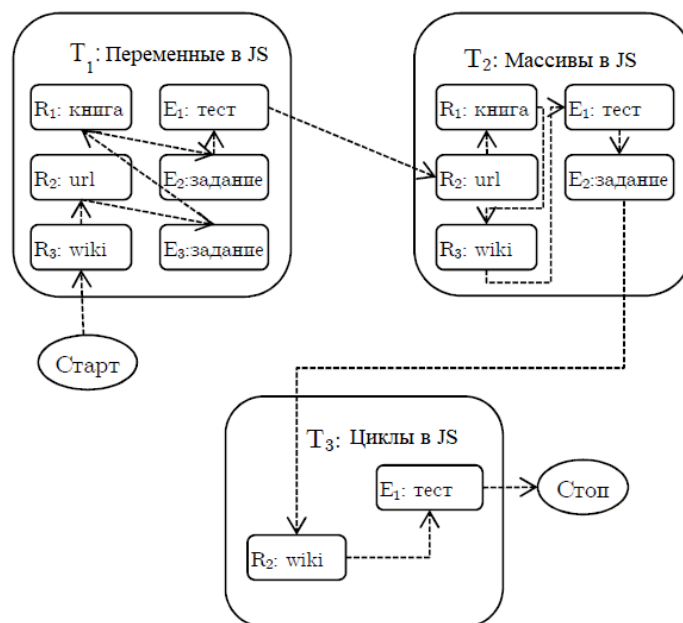 T₁: Переменные в JS
R₁: книга
E₁: тест
R₂: url
E₂:задание
R₃: wiki
E₃:задание
Старт
T₂: Массивы в JS
R₁: книга
E₁: тест
R₂: url
E₂:задание
R₃: wiki
T₃: Циклы в JS
E₁: тест
R₂: wiki
Стоп